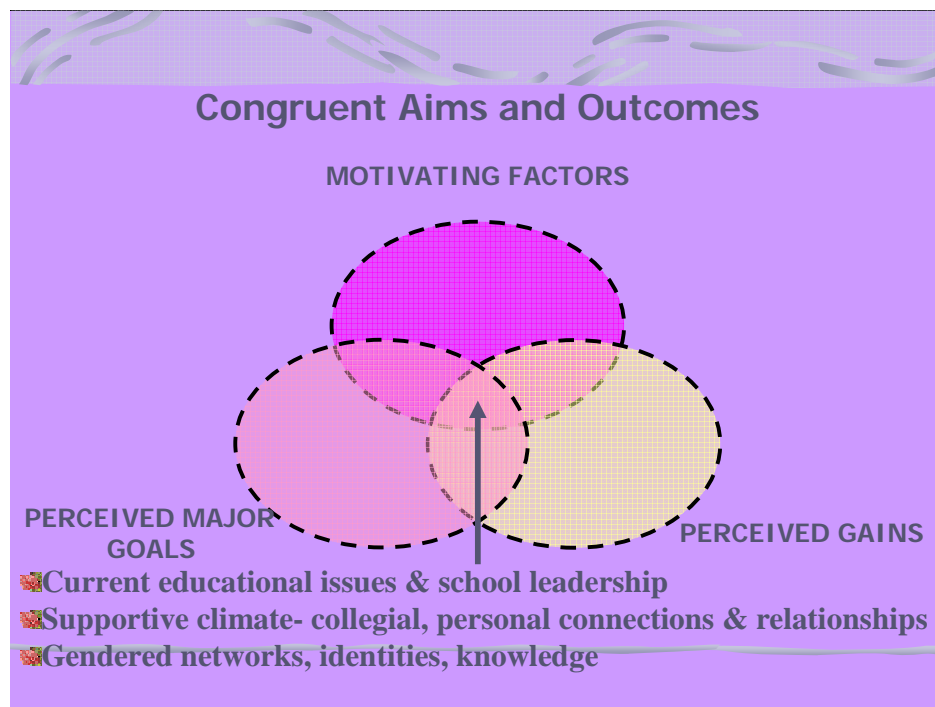 Congruent Aims and Outcomes
MOTIVATING FACTORS
PERCEIVED MAJOR
GOALS
PERCEIVED GAINS
Current educational issues & school leadership
Supportive climate- collegial, personal connections & relationships
Gendered networks, identities, knowledge